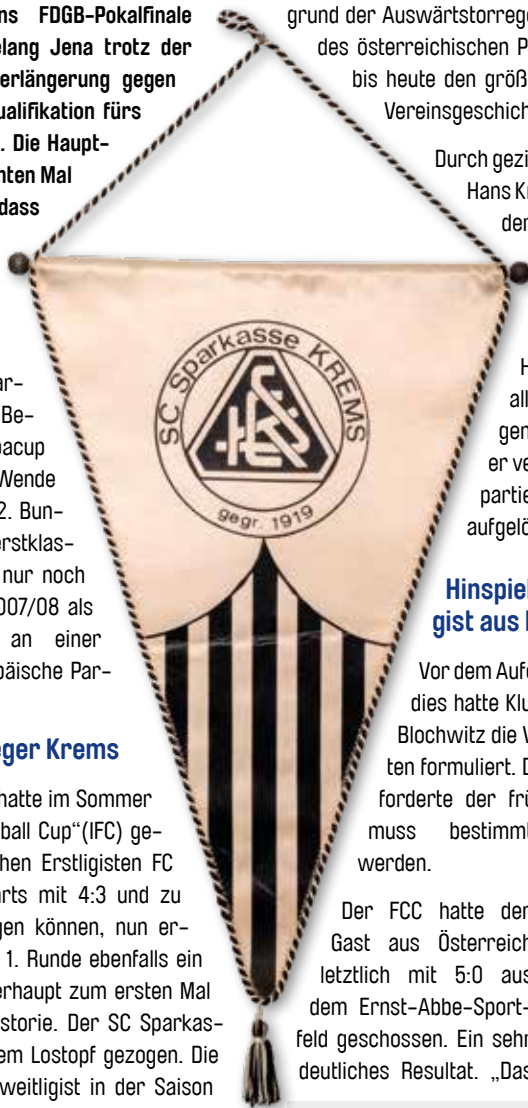 ns FDGB-Pokalfinale
elang Jena trotz der
erlängerung gegen
ualifikation fürs
. Die Haupt-
nten Mal
dass
ar-
Be-
pacup
Wende
2. Bun-
erstklas-
nur noch
007/08 als
an einer
päische Par-
eger Krems
hatte im Sommer
ball Cup“(IFC) ge-
chen Erstligisten FC
arts mit 4:3 und zu
gen können, nun er-
1. Runde ebenfalls ein
erhaupt zum ersten Mal
storie. Der SC Sparkas-
em Lostopf gezogen. Die
weitligist in der Saison
SC Sparkasse KREMS
gegr. 1919
grund der Auswärtstorrege
des österreichischen P
bis heute den größ
Vereinsgeschich
Durch gezi
Hans Kr
der
H
all
gen
er ve
partie
aufgelö
Hinspiel
gist aus
Vor dem Aufe
dies hatte Klu
Blochwitz die V
ten formuliert. D
forderte der frü
muss bestimmt
werden.
Der FCC hatte den
Gast aus Österreich
letztlich mit 5:0 aus
dem Ernst-Abbe-Sport-
feld geschossen. Ein sehr
deutliches Resultat. „Das